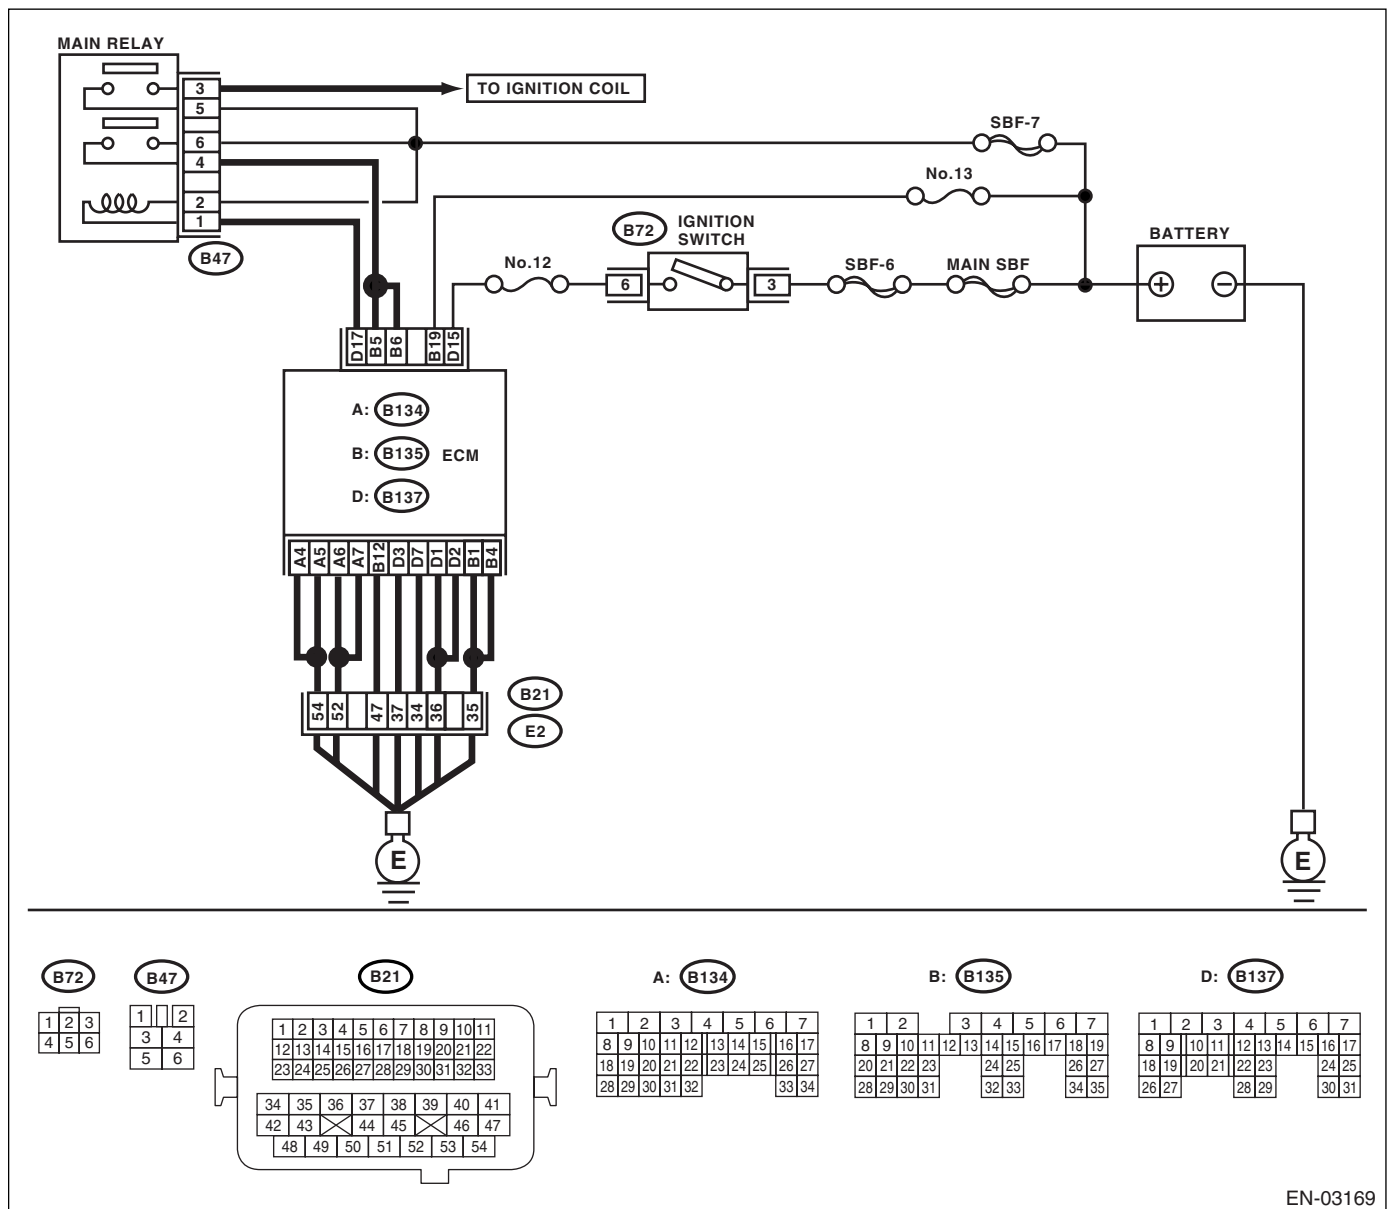 MAIN RELAY
3
TO IGNITION COIL
5
6
4
2
1
B47
SBF-7
No.13
B72
IGNITION
SWITCH
BATTERY
No.12
6
3
SBF-6
MAIN SBF
+
−
D17
B5
B6
B19
D15
A: B134
B: B135 ECM
D: B137
A4
A5
A6
A7
B12
D3
D7
D1
D2
B1
B4
54
52
47
37
34
36
35
B21
E2
E
E
B72
B47
B21
A: B134
B: B135
D: B137
1 2 3
4 5 6
1 2
3 4
5 6
1 2 3 4 5 6 7 8 9 10 11
12 13 14 15 16 17 18 19 20 21 22
23 24 25 26 27 28 29 30 31 32 33
34 35 36 37 38 39 40 41
42 43 44 45 46 47
48 49 50 51 52 53 54
1 2 3 4 5 6 7
8 9 10 11 12 13 14 15 16 17
18 19 20 21 22 23 24 25 26 27
28 29 30 31 32 33 34
1 2 3 4 5 6 7
8 9 10 11 12 13 14 15 16 17 18 19
20 21 22 23 24 25 26 27
28 29 30 31 32 33 34 35
1 2 3 4 5 6 7
8 9 10 11 12 13 14 15 16 17
18 19 20 21 22 23 24 25
26 27 28 29 30 31
EN-03169